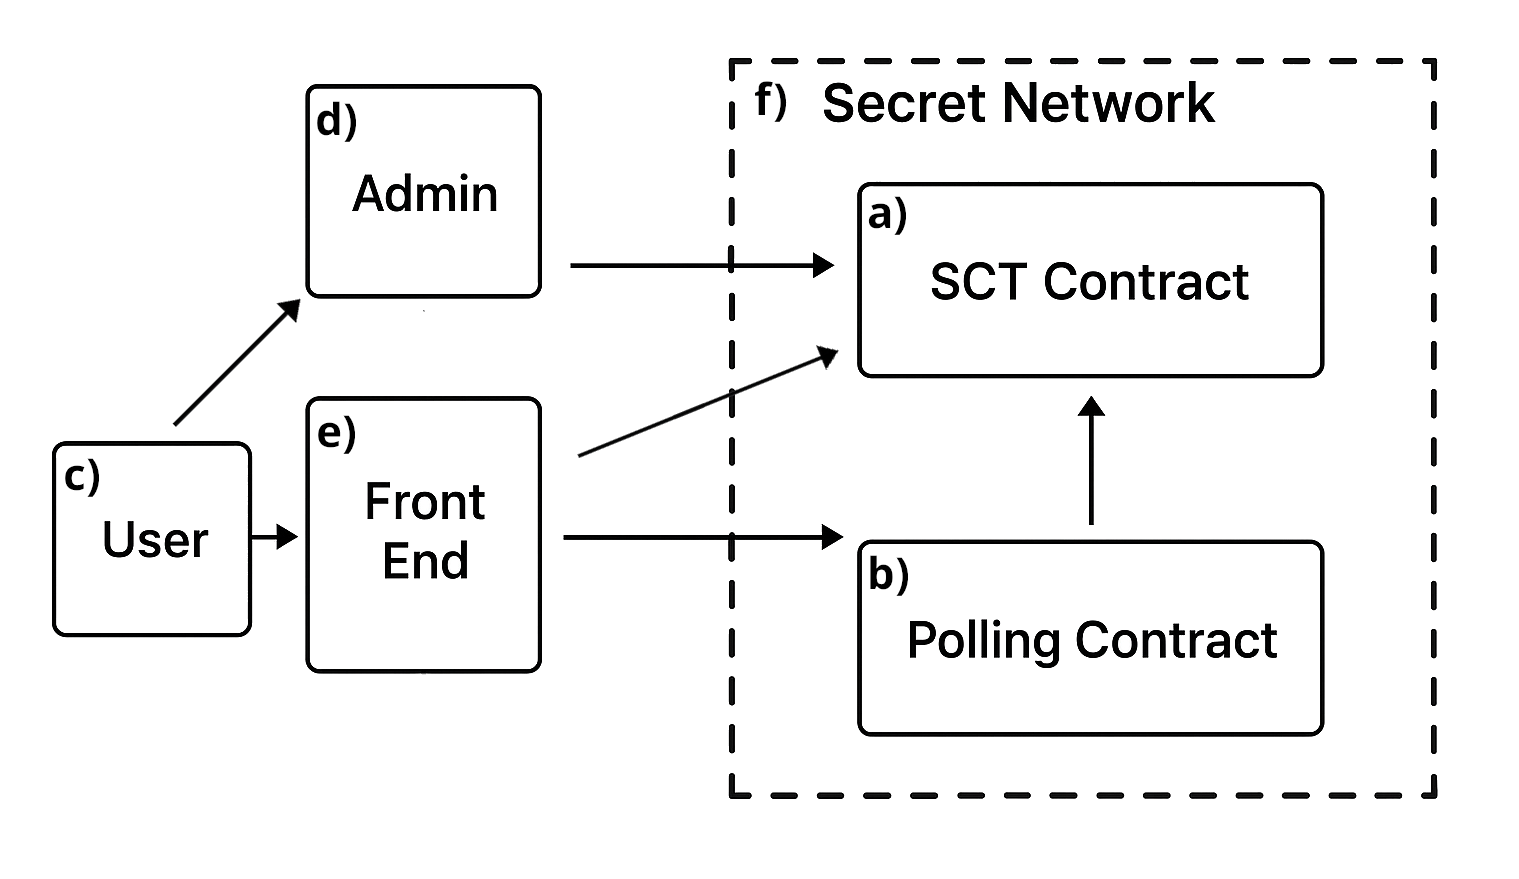 d)
Admin
f) Secret Network
a)
SCT Contract
c)
User
e)
Front
End
b)
Polling Contract